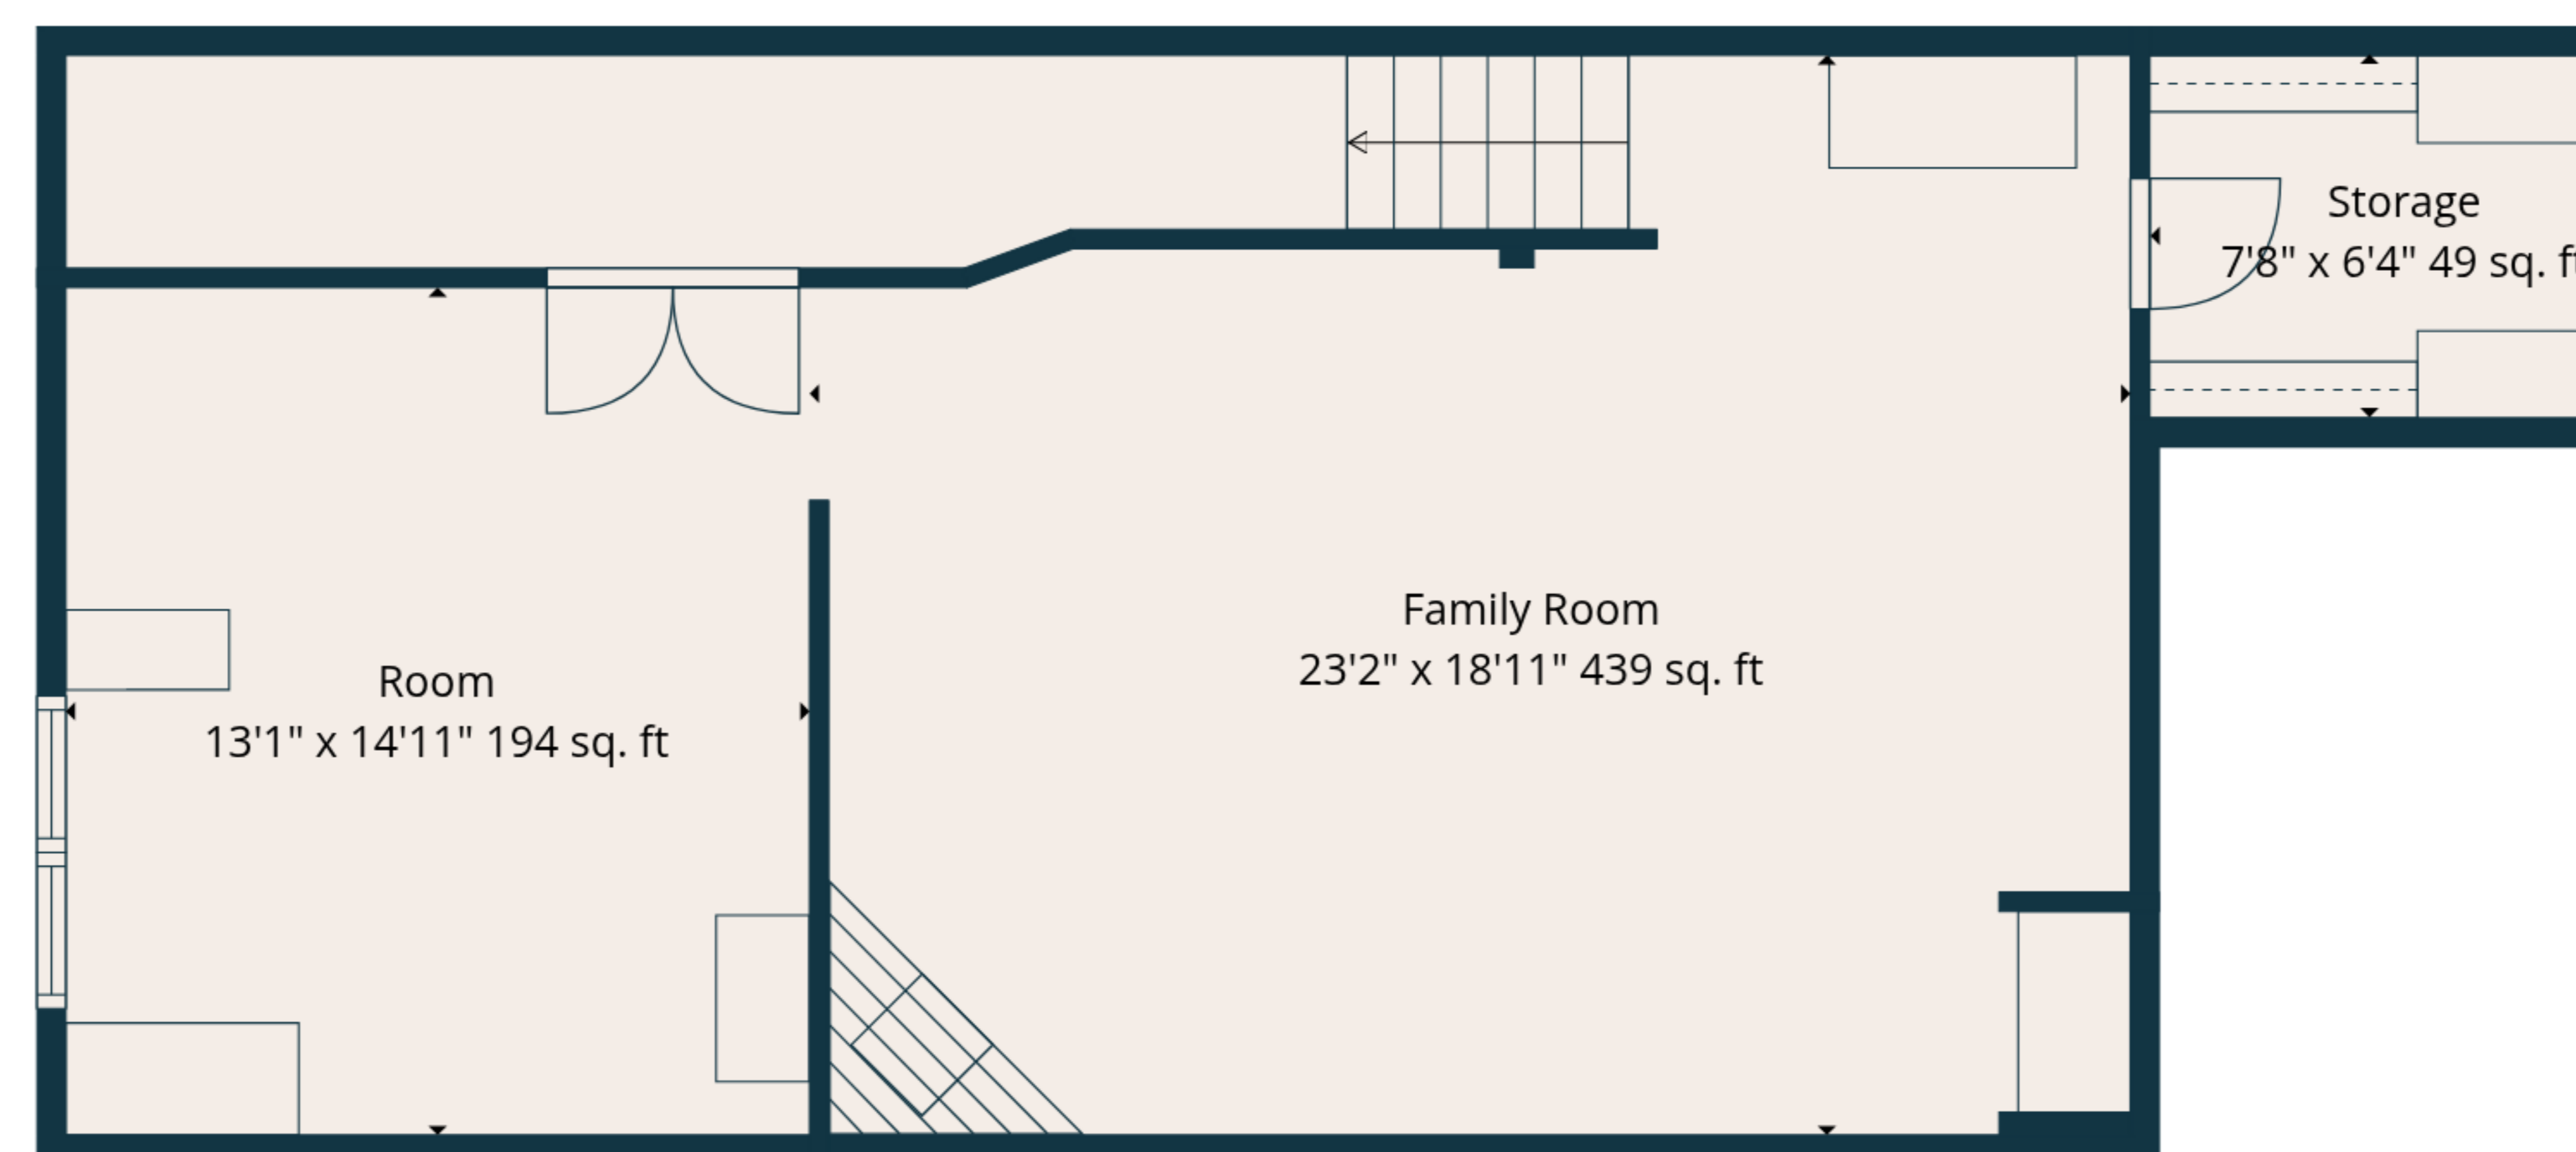 Storage
7'8" x 6'4" 49 sq. ft
Family Room
23'2" x 18'11" 439 sq. ft
Room
13'1" x 14'11" 194 sq. ft